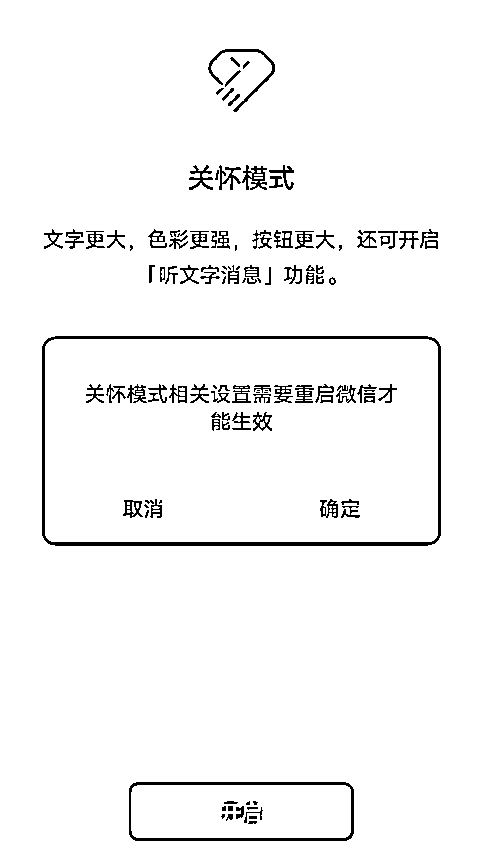 关怀模式
文字更大，色彩更强，按钮更大，还可开启
「听文字消息」功能。
关怀模式相关设置需要重启微信才
能生效
取消
确定
开启